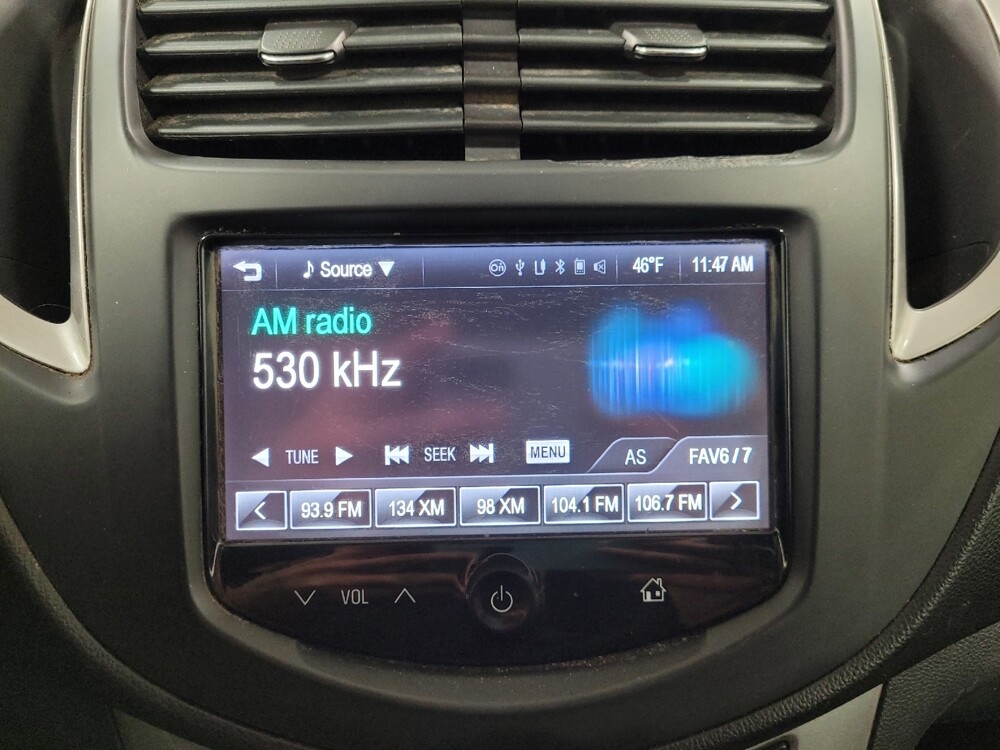 Source On 46°F 11:47 AM
AM radio
530 kHz
TUNE SEEK MENU AS FAV6 / 7
93.9 FM 134 XM 98 XM 104.1 FM 106.7 FM
VOL